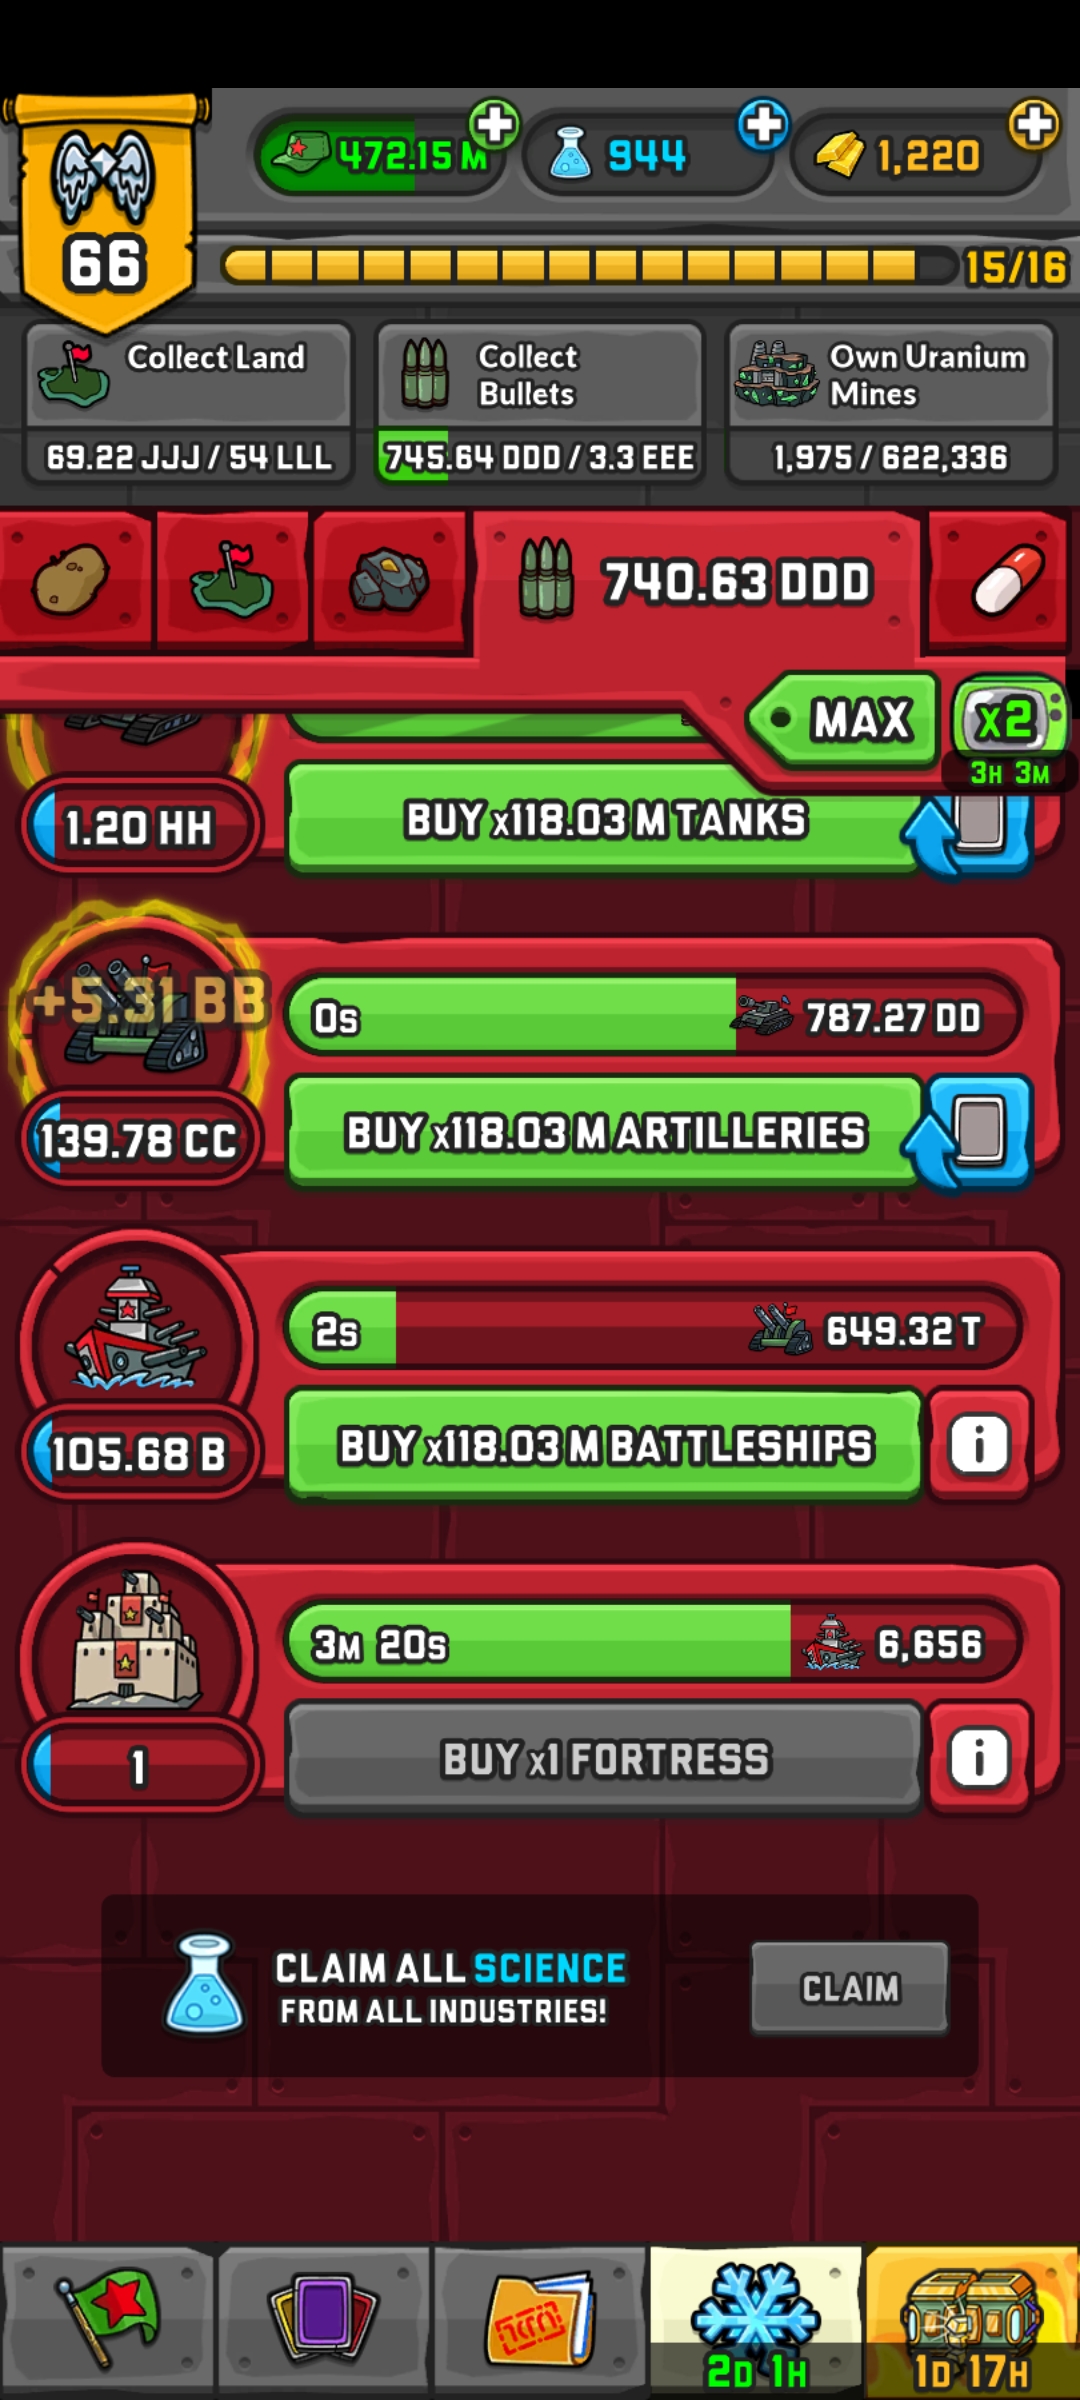 472.15 M
944
1,220
66
15/16
Collect Land
69.22 JJJ / 54 LLL
Collect
Bullets
745.64 DDD / 3.3 EEE
Own Uranium
Mines
1,975 / 622,336
740.63 DDD
MAX
x2
3H 3M
1.20 HH
BUY x118.03 M TANKS
+5.31 BB
0s
787.27 DD
139.78 CC
BUY x118.03 M ARTILLERIES
2s
649.32 T
105.68 B
BUY x118.03 M BATTLESHIPS
i
3M 20s
6,656
1
BUY x1 FORTRESS
i
CLAIM ALL SCIENCE
FROM ALL INDUSTRIES!
CLAIM
2D 1H
1D 17H